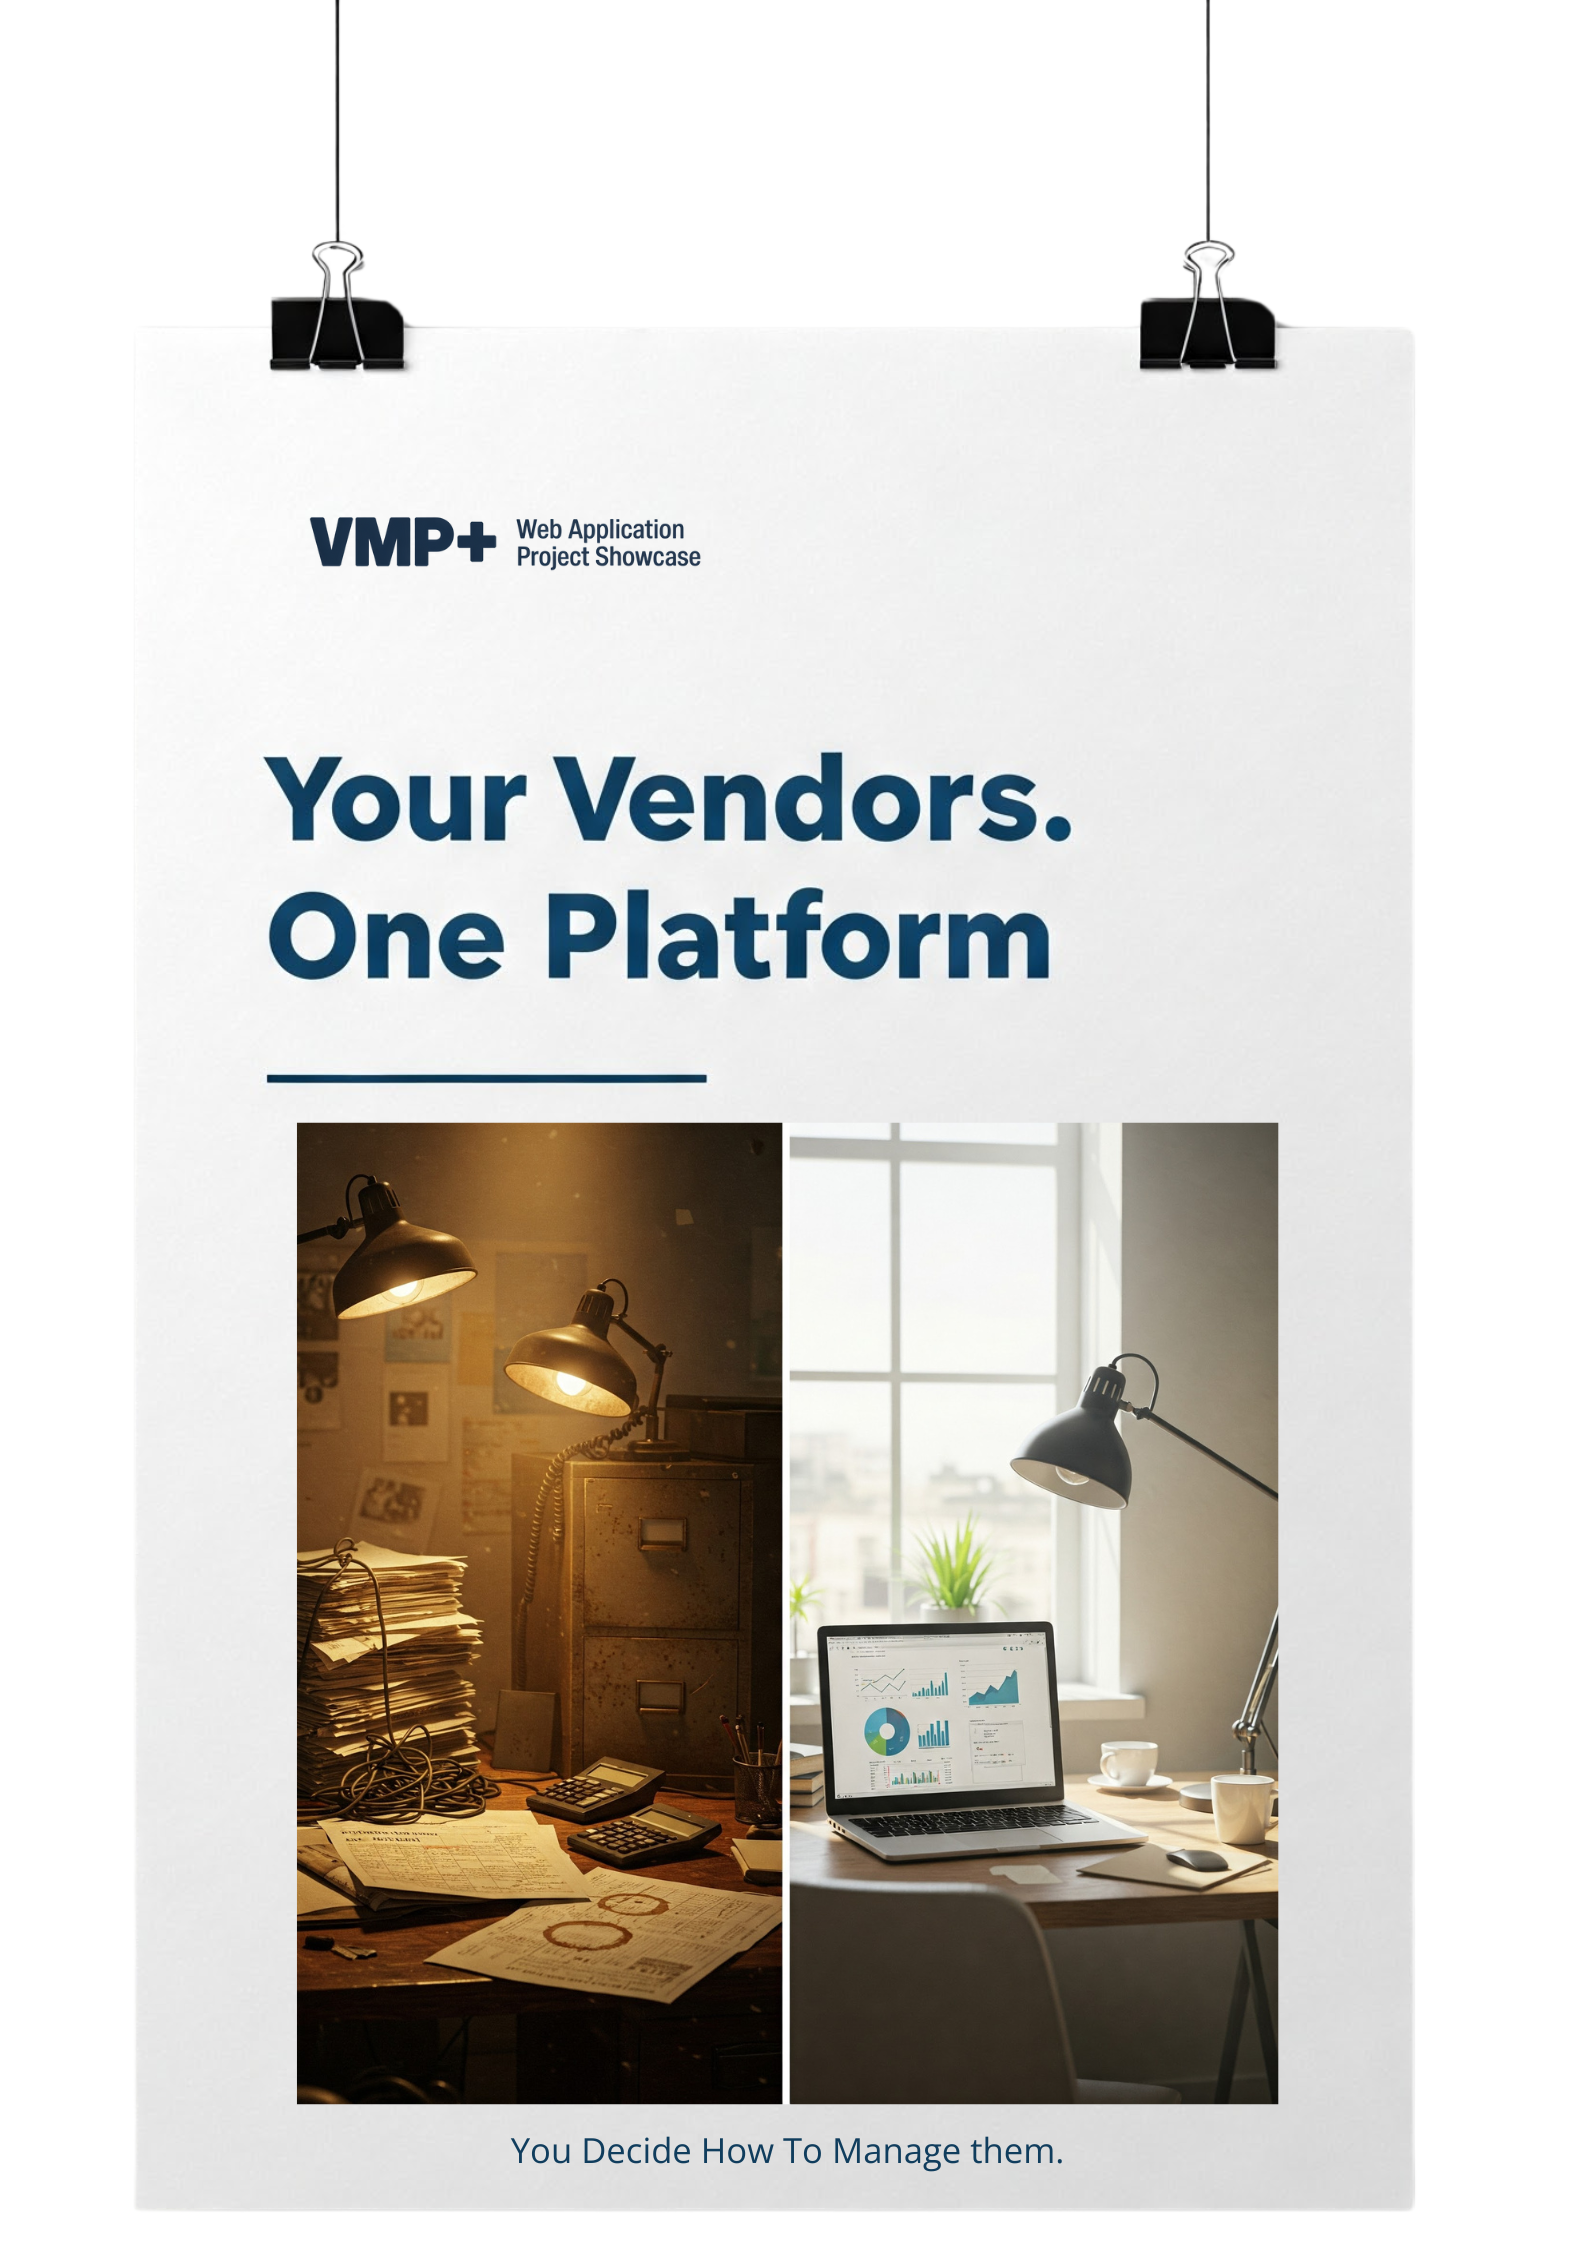 VMP+
Web Application
Project Showcase
Your Vendors.
One Platform
You Decide How To Manage them.